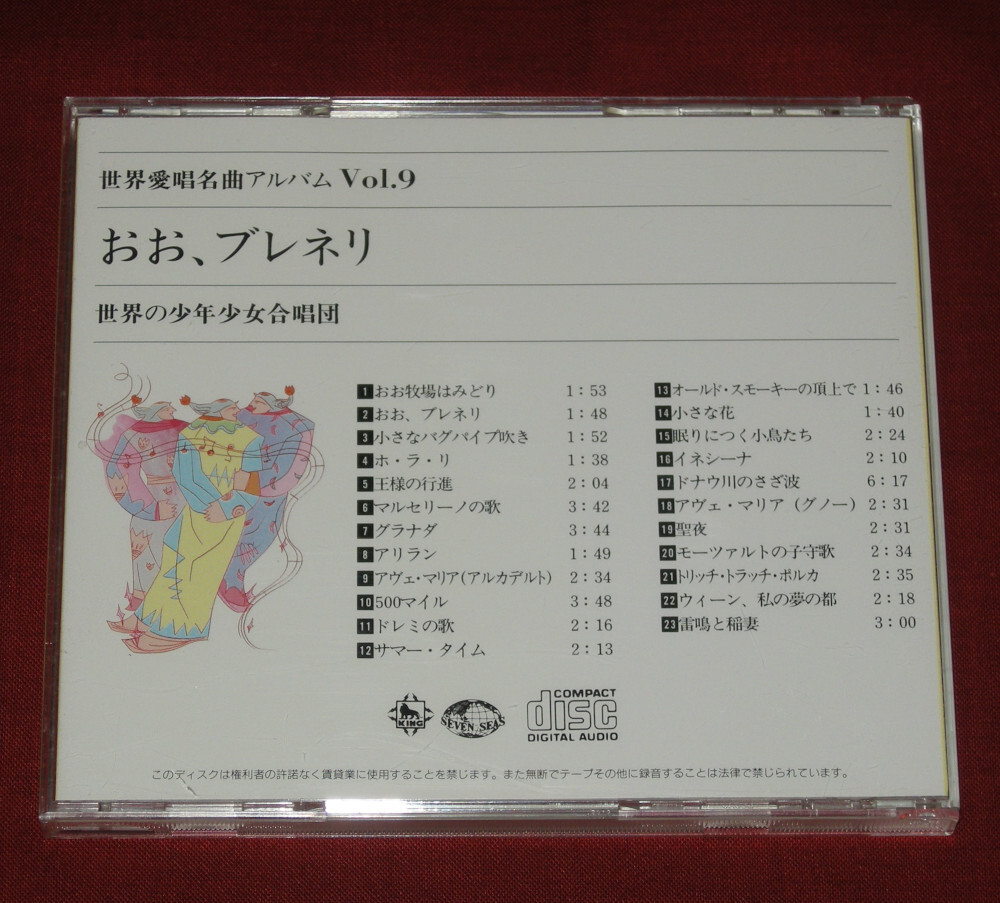 世界愛唱名曲アルバム Vol.9
おお、ブレネリ
世界の少年少女合唱団
1 おお牧場はみどり 1:53
2 おお、ブレネリ 1:48
3 小さなバグパイプ吹き 1:52
4 ホ・ラ・リ 1:38
5 王様の行進 2:04
6 マルセリーノの歌 3:42
7 グラナダ 3:44
8 アリラン 1:49
9 アヴェ・マリア(アルカデルト) 2:34
10 500マイル 3:48
11 ドレミの歌 2:16
12 サマー・タイム 2:13
13 オールド・スモーキーの頂上で 1:46
14 小さな花 1:40
15 眠りにつく小鳥たち 2:24
16 イネシーナ 2:10
17 ドナウ川のさざ波 6:17
18 アヴェ・マリア（グノー） 2:31
19 聖夜 2:31
20 モーツァルトの子守歌 2:34
21 トリッチ・トラッチ・ポルカ 2:35
22 ウィーン、私の夢の都 2:18
23 雷鳴と稲妻 3:00
KING
SEVEN SEAS
COMPACT
disc
DIGITAL AUDIO
このディスクは権利者の許諾なく賃貸業に使用することを禁じます。また無断でテープその他に録音することは法律で禁じられています。